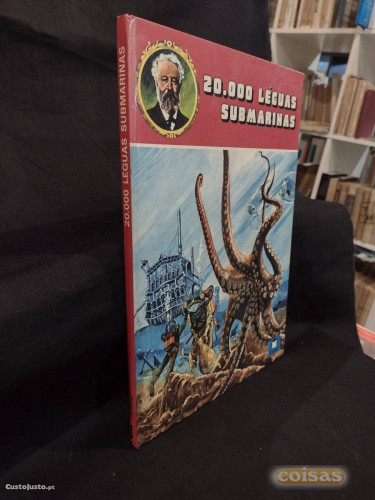 20.000 LÉGUAS
SUBMARINAS
20.000 LÉGUAS SUBMARINAS
CustoJusto.pt
coisas